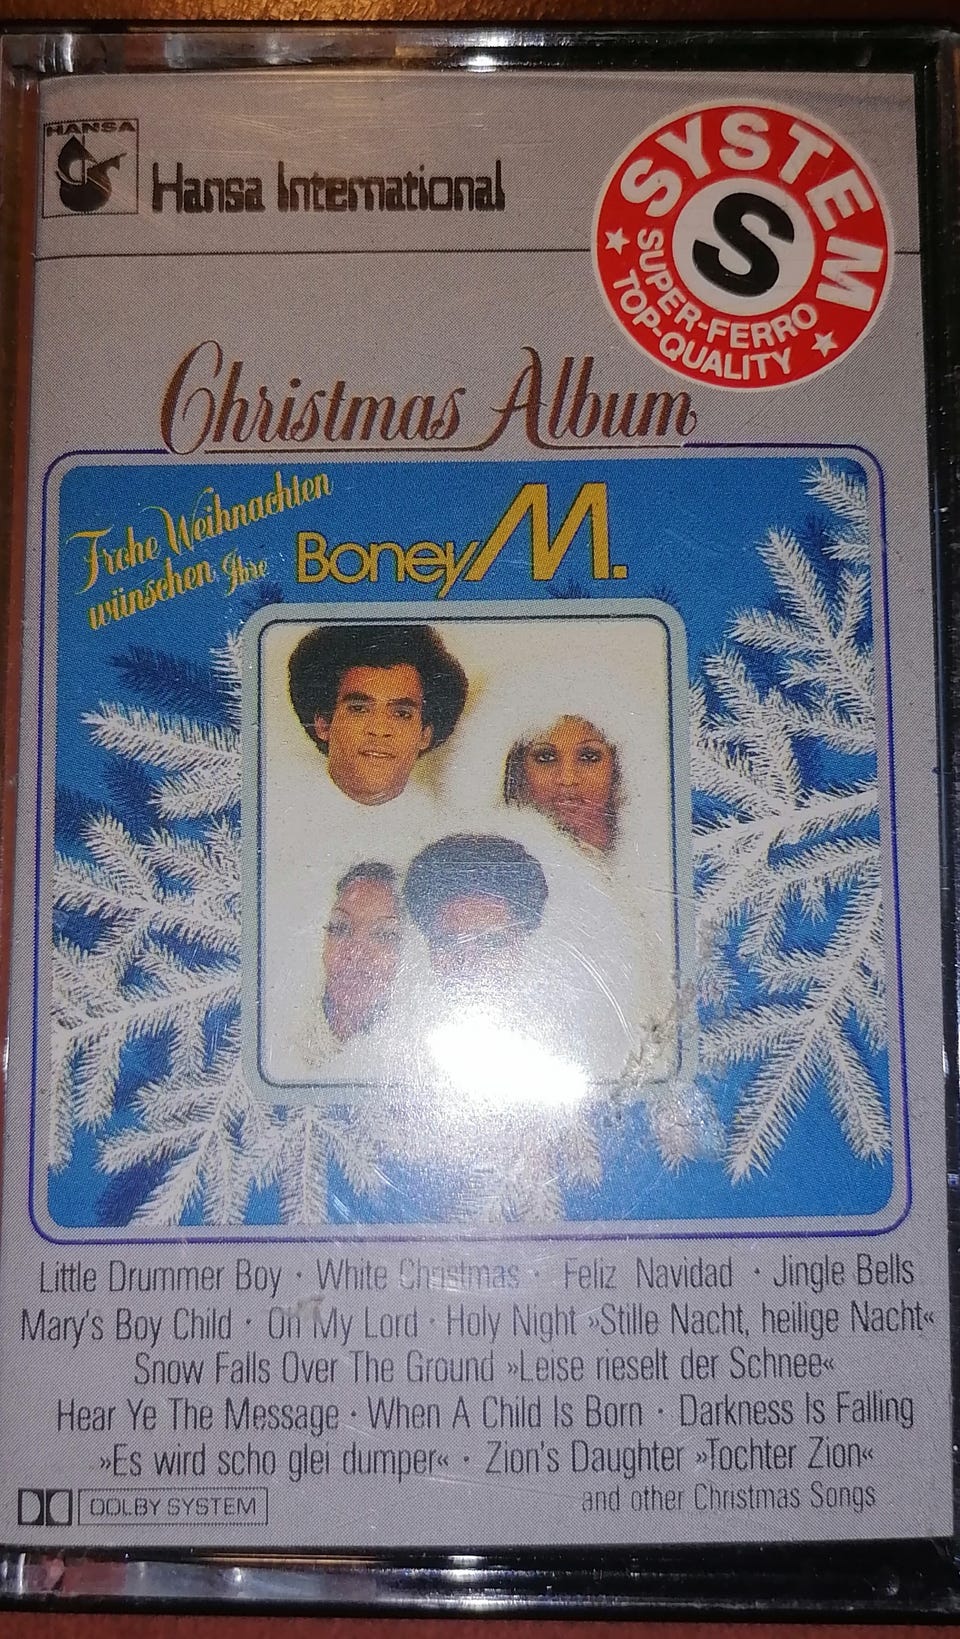 HANSA
Hansa International
SYSTEM
S
SUPER-FERRO
TOP-QUALITY
Christmas Album
Frohe Weihnachten
wünschen Ihre
Boney M.
Little Drummer Boy · White Christmas · Feliz Navidad · Jingle Bells
Mary's Boy Child · Oh My Lord · Holy Night »Stille Nacht, heilige Nacht«
Snow Falls Over The Ground »Leise rieselt der Schnee«
Hear Ye The Message · When A Child Is Born · Darkness Is Falling
»Es wird scho glei dumper« · Zion's Daughter »Tochter Zion«
and other Christmas Songs
DOLBY SYSTEM